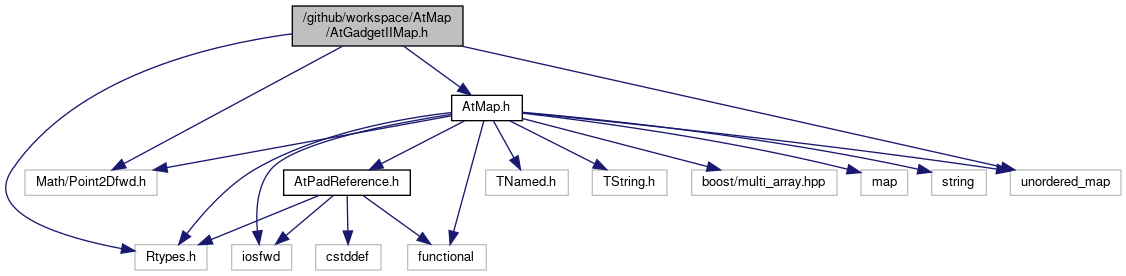 /github/workspace/AtMap
/AtGadgetIIMap.h
AtMap.h
Math/Point2Dfwd.h
AtPadReference.h
TNamed.h
TString.h
boost/multi_array.hpp
map
string
unordered_map
Rtypes.h
iosfwd
cstddef
functional